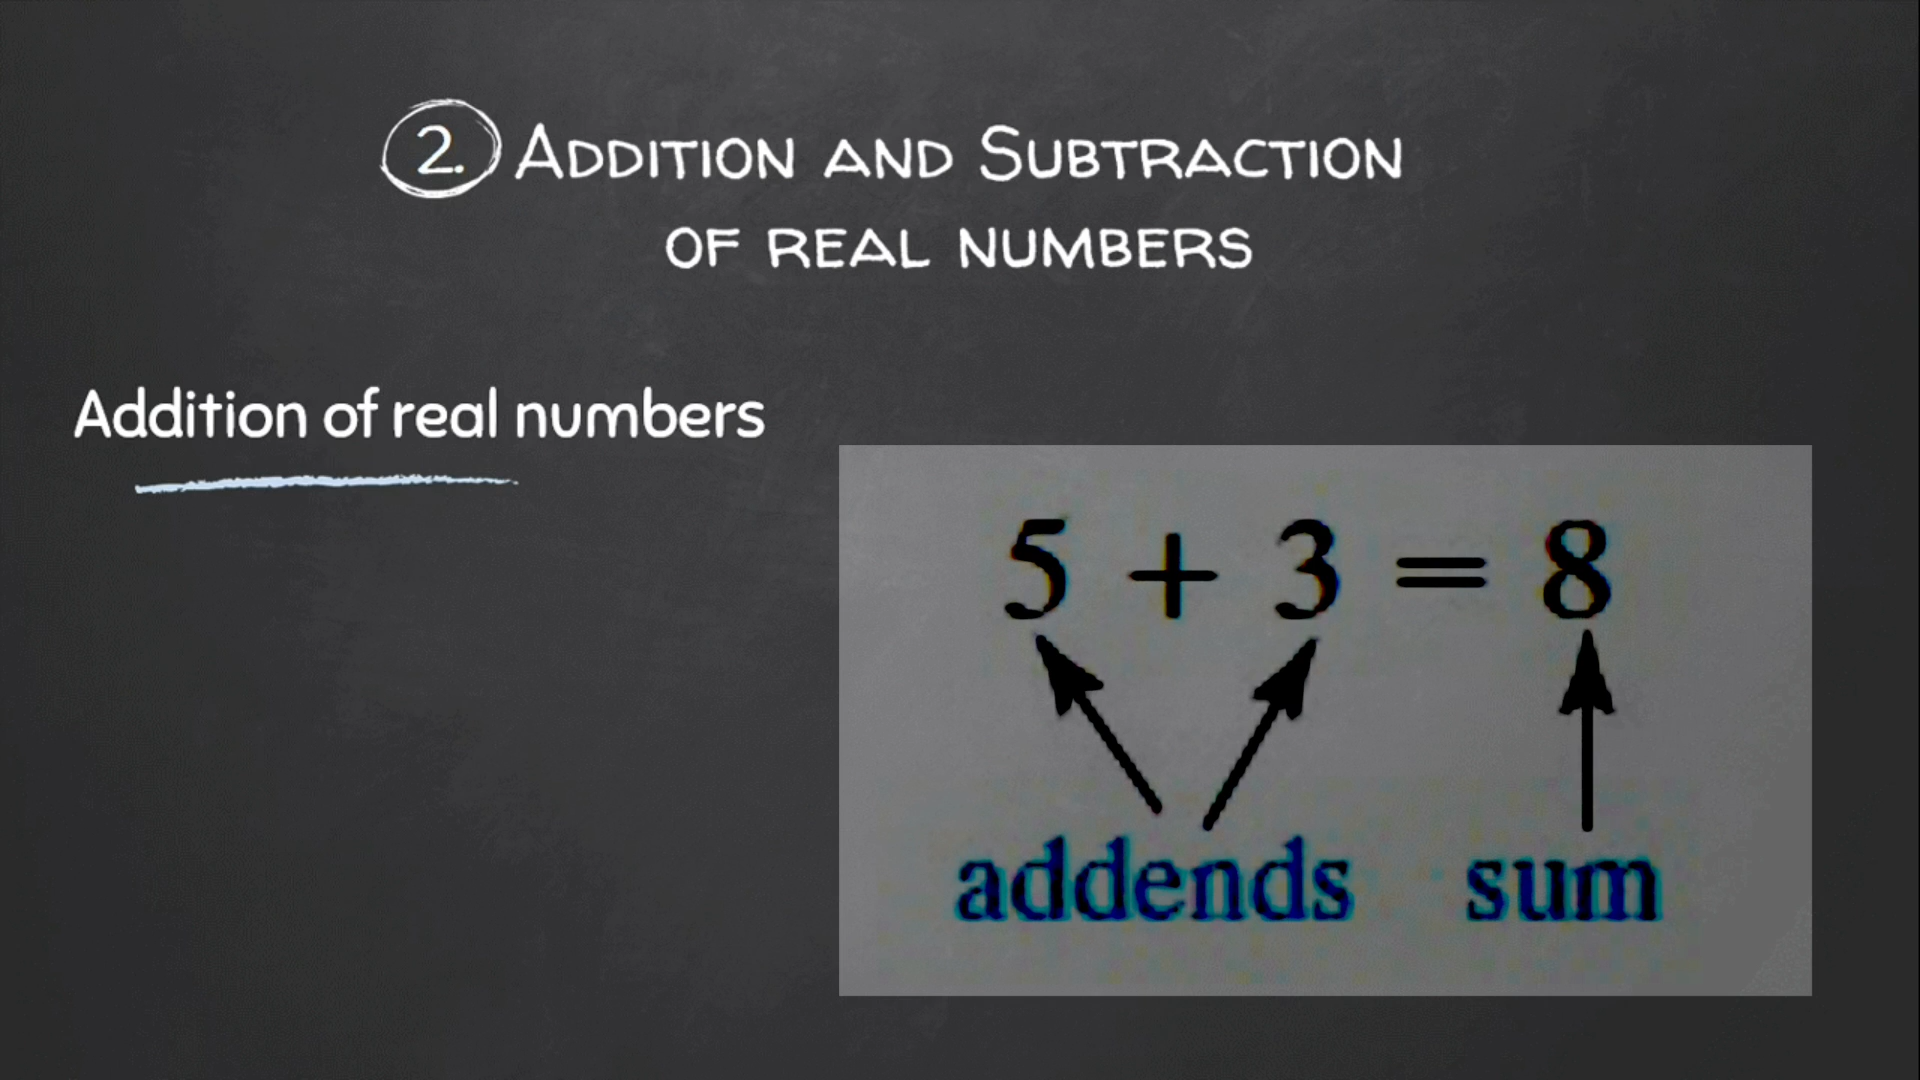 2. Addition and Subtraction
of real numbers
Addition of real numbers
5 + 3 = 8
addends sum